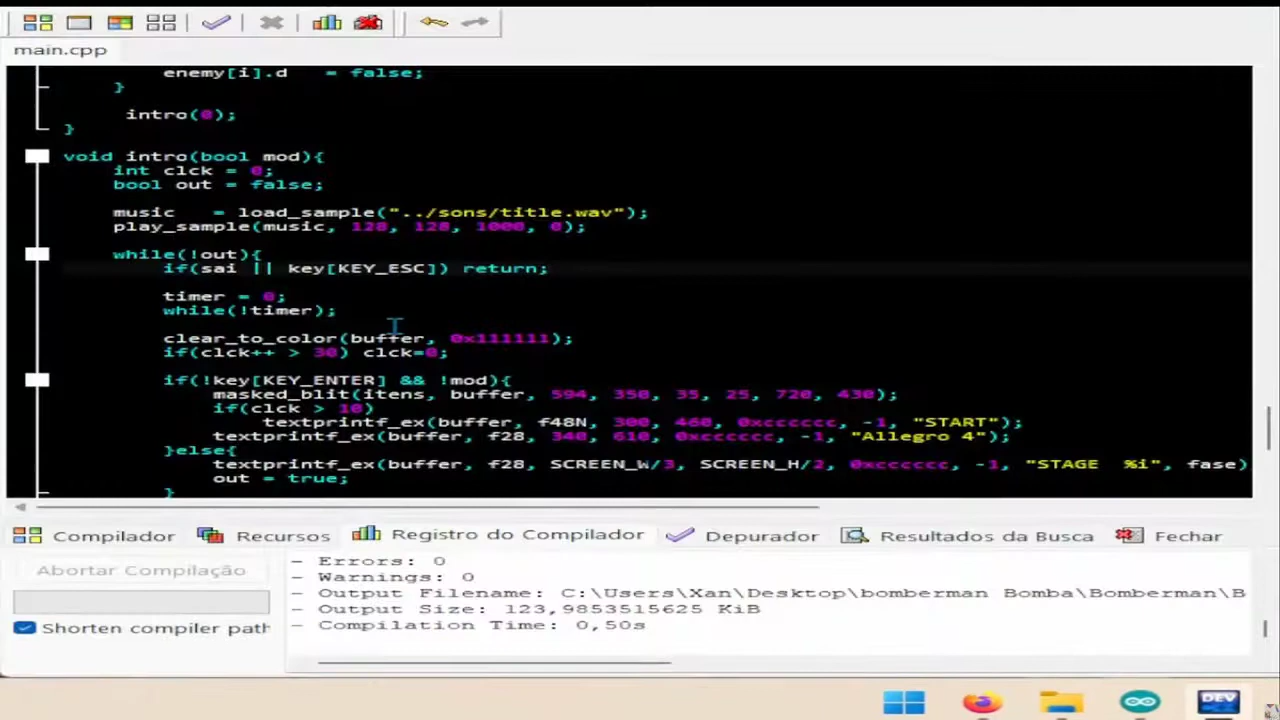 main.cpp
enemy[i].d = false;
}
intro(0);
}
void intro(bool mod){
int clck = 0;
bool out = false;
music = load_sample("../sons/title.wav");
play_sample(music, 128, 128, 1000, 0);
while(!out){
if(sai || key[KEY_ESC]) return;
timer = 0;
while(!timer);
clear_to_color(buffer, 0x111111);
if(clck++ > 30) clck=0;
if(!key[KEY_ENTER] && !mod){
masked_blit(itens, buffer, 594, 350, 35, 25, 720, 430);
if(clck > 10)
textprintf_ex(buffer, f48N, 300, 460, 0xcccccc, -1, "START");
textprintf_ex(buffer, f28, 340, 610, 0xcccccc, -1, "Allegro 4");
}else{
textprintf_ex(buffer, f28, SCREEN_W/3, SCREEN_H/2, 0xcccccc, -1, "STAGE %i", fase)
out = true;
}
Compilador Recursos Registro do Compilador Depurador Resultados da Busca Fechar
Abortar Compilação
Shorten compiler path
- Errors: 0
- Warnings: 0
- Output Filename: C:\Users\Xan\Desktop\bomberman Bomba\Bomberman\B
- Output Size: 123,9853515625 KiB
- Compilation Time: 0,50s
DEV